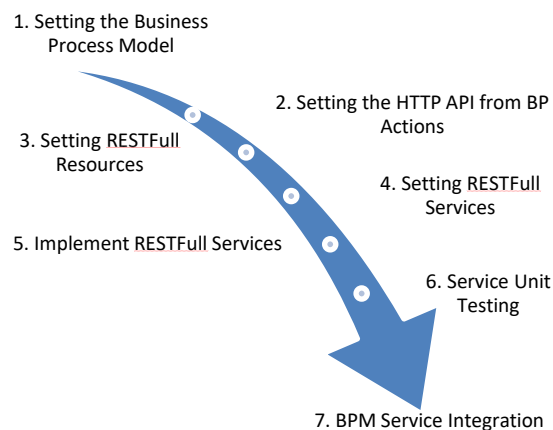 1. Setting the Business
Process Model
2. Setting the HTTP API from BP
Actions
3. Setting RESTFull
Resources
4. Setting RESTFull
Services
5. Implement RESTFull Services
6. Service Unit
Testing
7. BPM Service Integration